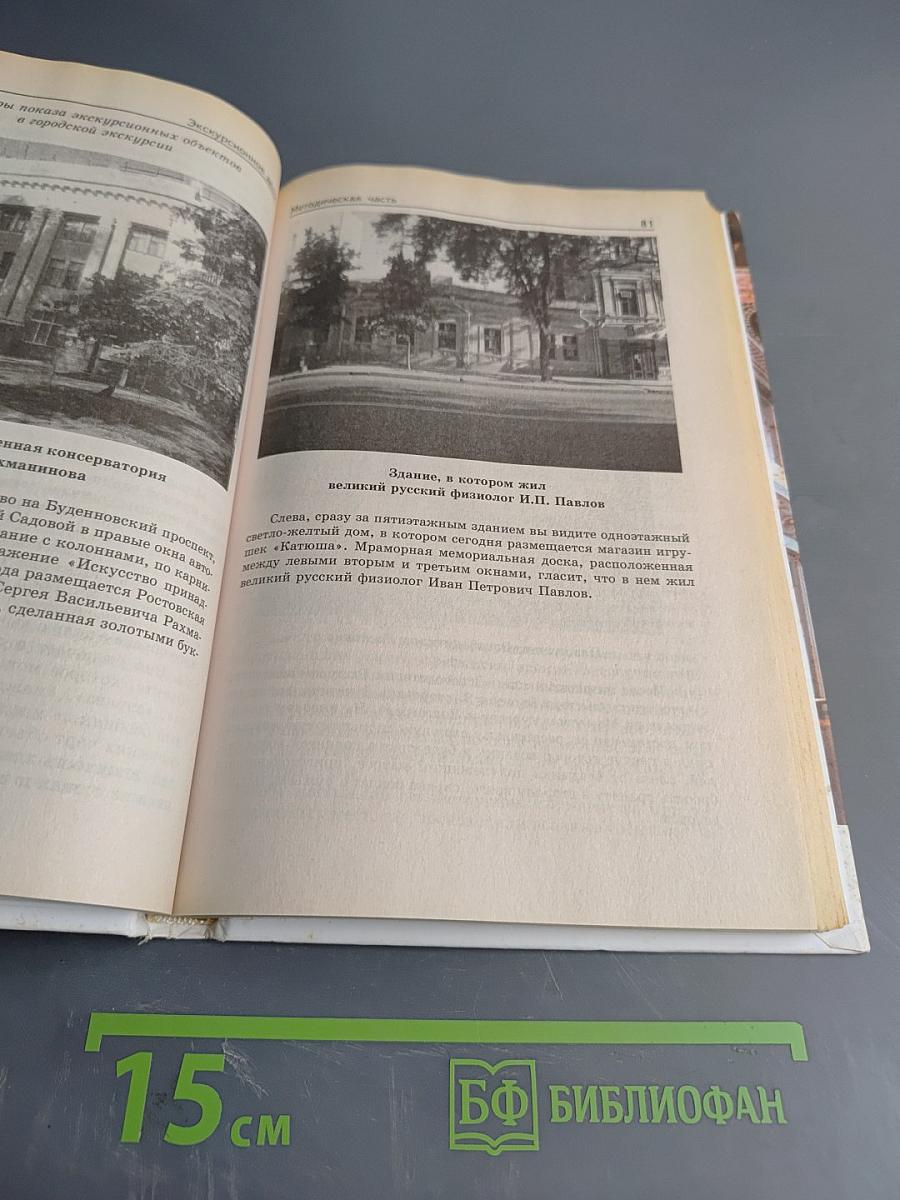 Экскурсионное
ры показа экскурсионных объектов
в городской экскурсии
енная консерватория
хманинова
во на Буденновский проспект,
й Садовой в правые окна авто-
ание с колоннами, по карни-
ажение «Искусство принад-
да размещается Ростовская
Сергея Васильевича Рахма-
, сделанная золотыми бук-
Методическая часть
81
Здание, в котором жил
великий русский физиолог И.П. Павлов
Слева, сразу за пятиэтажным зданием вы видите одноэтажный
светло-желтый дом, в котором сегодня размещается магазин игру-
шек «Катюша». Мраморная мемориальная доска, расположенная
между левыми вторым и третьим окнами, гласит, что в нем жил
великий русский физиолог Иван Петрович Павлов.
15 см
БФ БИБЛИОФАН